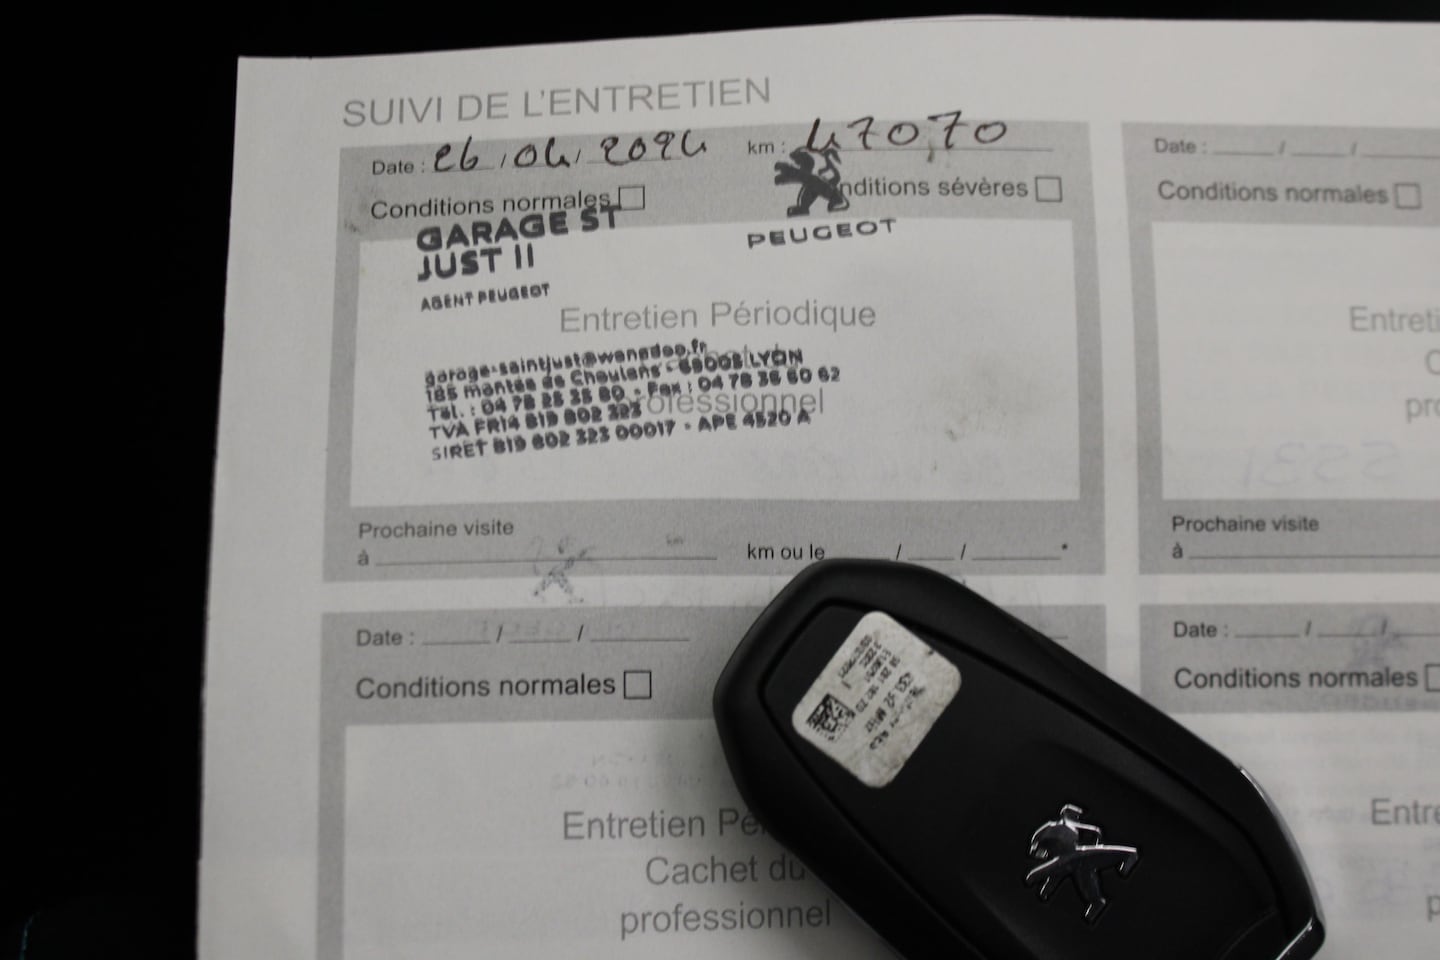 SUIVI DE L'ENTRETIEN
Date : 26 / 04 / 2024 km : 47070
Conditions normales Conditions sévères
GARAGE ST
JUST II
PEUGEOT
AGENT PEUGEOT
Entretien Périodique
garage-saintjust@wanadoo.fr
185 montée de Choulans - 69005 LYON
Tél. : 04 78 25 35 80 - Fax : 04 78 36 60 62
professionnel
TVA FR14 819 802 323
SIRET 819 802 323 00017 - APE 4520 A
Prochaine visite
à km ou le / / *
Date : / /
Conditions normales
Entretien
Cachet du
professionnel
Date : / /
Conditions normales
Prochaine visite
à
Date : / /
Conditions normales